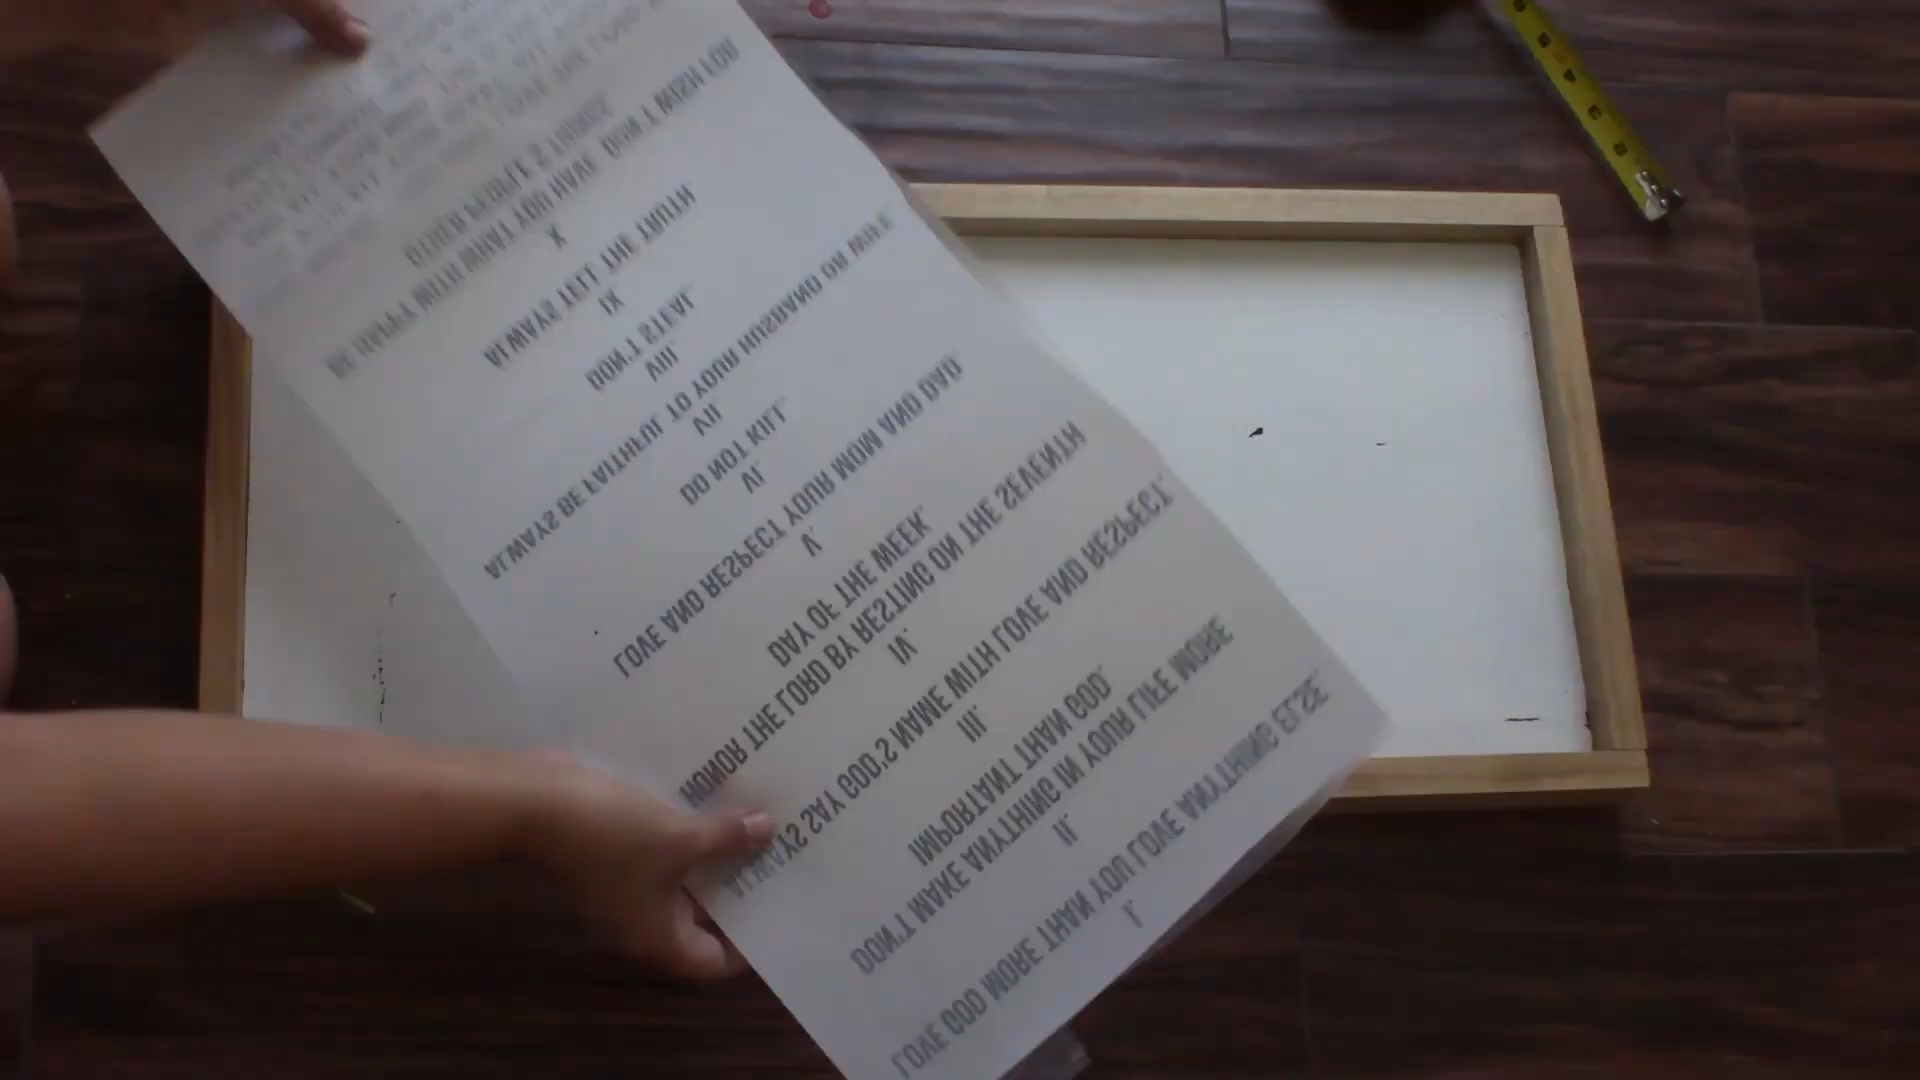 I.
LOVE GOD MORE THAN YOU LOVE ANYTHING ELSE.
II.
DON'T MAKE ANYTHING IN YOUR LIFE MORE
IMPORTANT THAN GOD.
III.
ALWAYS SAY GOD'S NAME WITH LOVE AND RESPECT.
IV.
HONOR THE LORD BY RESTING ON THE SEVENTH
DAY OF THE WEEK.
V.
LOVE AND RESPECT YOUR MOM AND DAD.
VI.
DO NOT KILL.
VII.
ALWAYS BE FAITHFUL TO YOUR HUSBAND OR WIFE.
VIII.
DON'T STEAL.
IX.
ALWAYS TELL THE TRUTH.
X.
BE HAPPY WITH WHAT YOU HAVE. DON'T WISH FOR
OTHER PEOPLE'S THINGS.